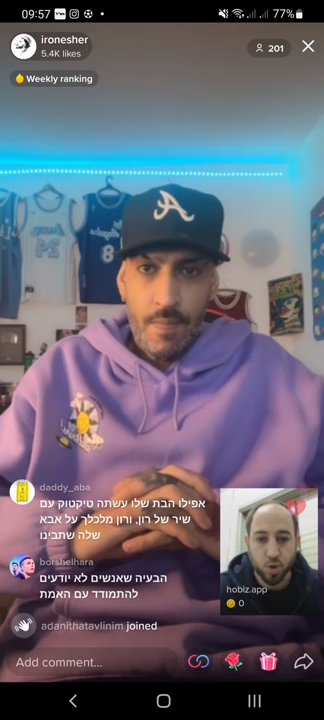 09:57
77%
ironesher
5.4K likes
201
Weekly ranking
A
24
8
daddy_aba
אפילו הבת שלו עשתה טיקטוק עם
שיר של רון, ורון מלכלך על אבא
שלה שתבינו
borshelhara
הבעיה שאנשים לא יודעים
להתמודד עם האמת
adanithatavlinim joined
hobiz.app
0
Add comment...